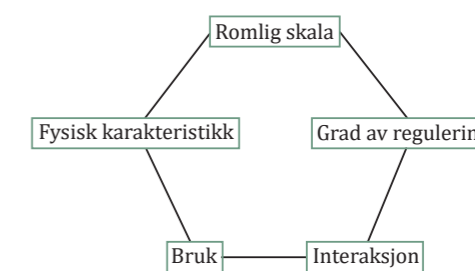 Romlig skala
Fysisk karakteristikk
Grad av regulerin
Bruk
Interaksjon